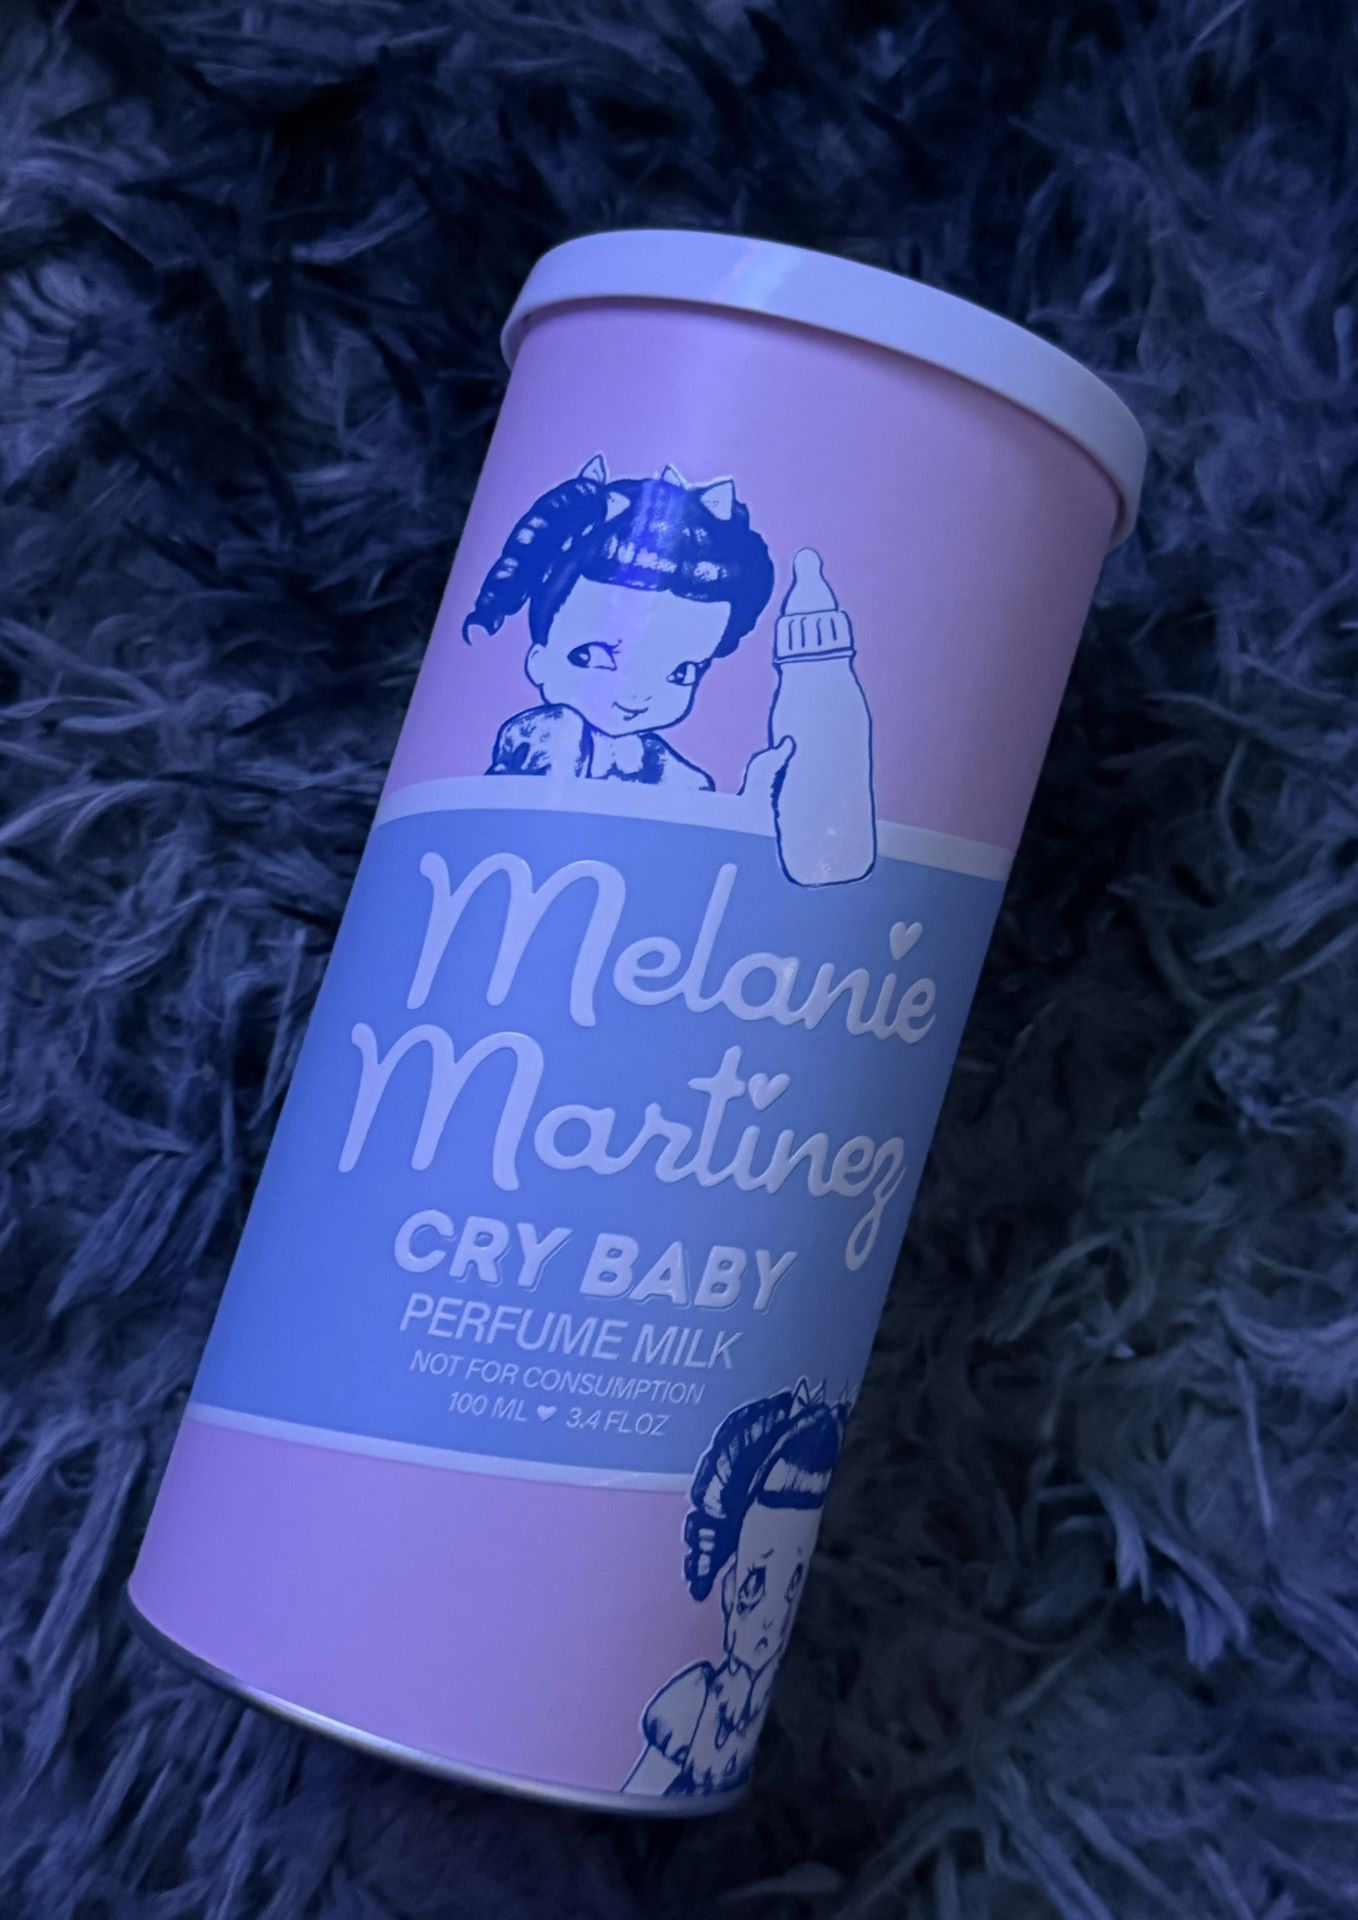 Melanie
Martinez
CRY BABY
PERFUME MILK
NOT FOR CONSUMPTION
100 ML ♥ 3.4 FL OZ